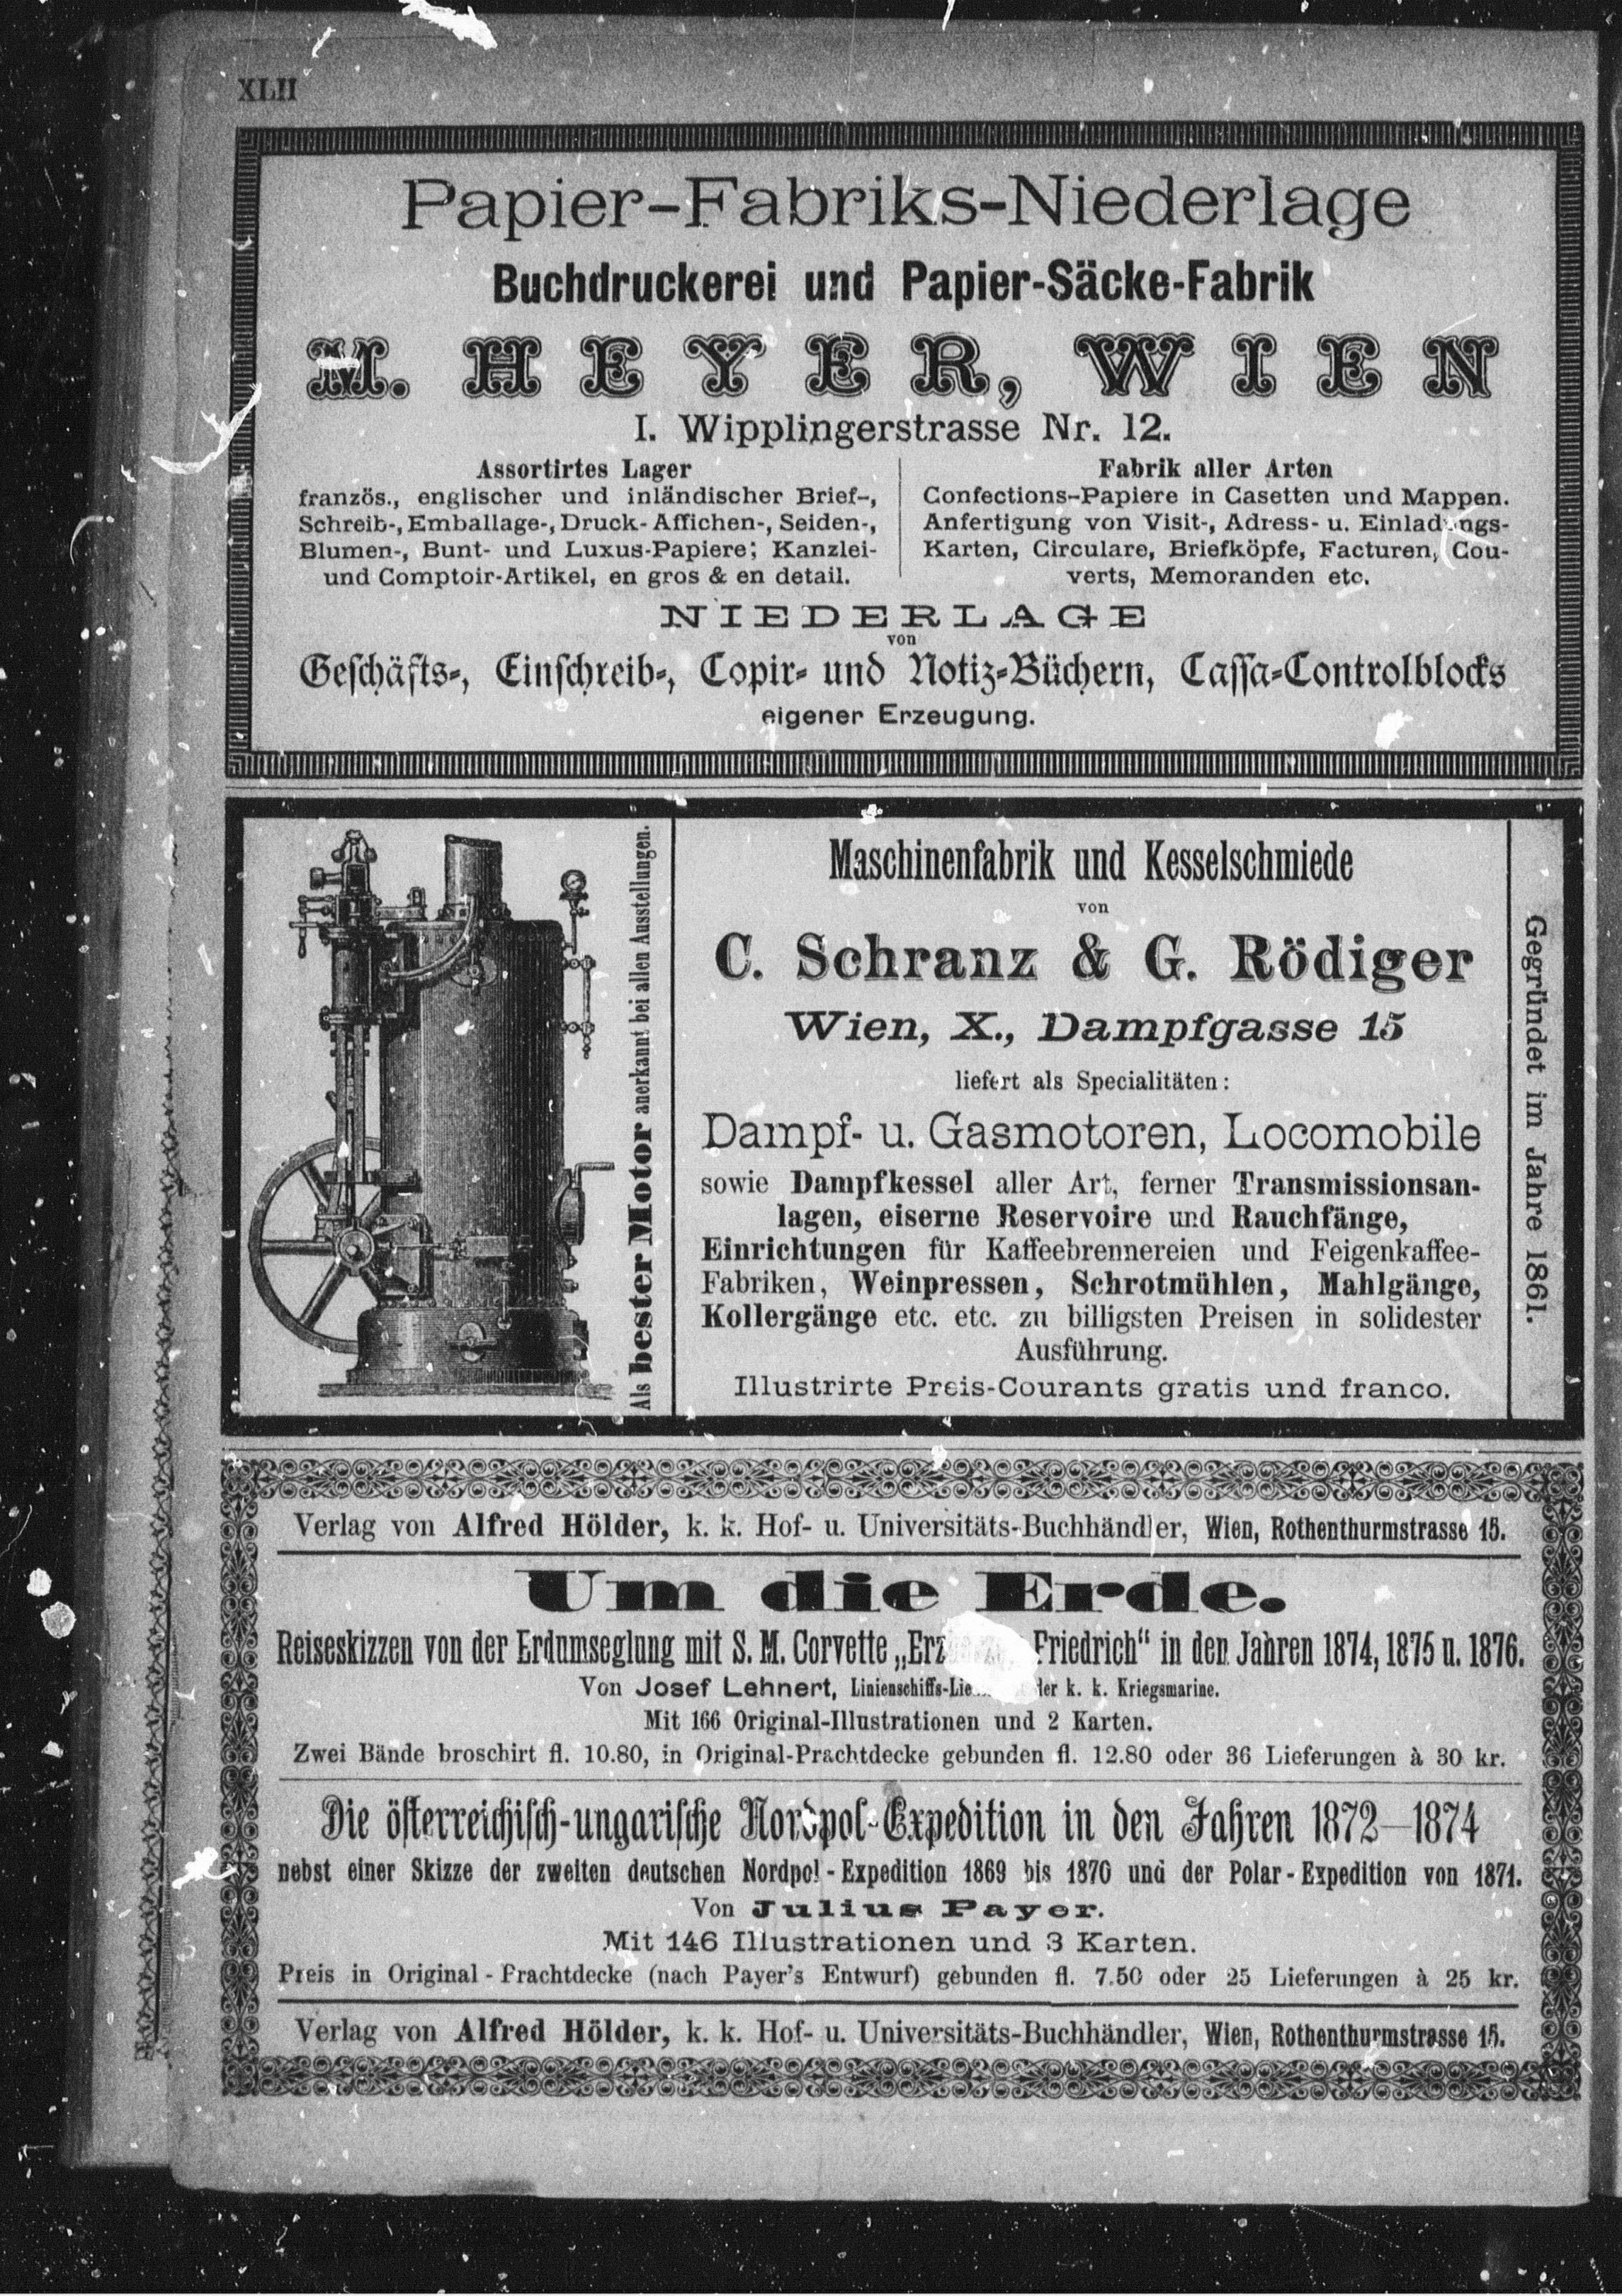 XLII
Papier-Fabriks-Niederlage
Buchdruckerei und Papier-Säcke-Fabrik
M. HEYER, WIEN
I. Wipplingerstrasse Nr. 12.
Assortirtes Lager
französ., englischer und inländischer Brief-,
Schreib-, Emballage-, Druck- Affichen-, Seiden-,
Blumen-, Bunt- und Luxus-Papiere; Kanzlei-
und Comptoir-Artikel, en gros & en detail.
Fabrik aller Arten
Confections-Papiere in Casetten und Mappen.
Anfertigung von Visit-, Adress- u. Einladungs-
Karten, Circulare, Briefköpfe, Facturen, Cou-
verts, Memoranden etc.
NIEDERLAGE
von
Geschäfts-, Einschreib-, Copir- und Notiz-Büchern, Cassa-Controlblocks
eigener Erzeugung.
Als bester Motor anerkannt bei allen Ausstellungen.
Maschinenfabrik und Kesselschmiede
von
C. Schranz & G. Rödiger
Wien, X., Dampfgasse 15
liefert als Specialitäten:
Dampf- u. Gasmotoren, Locomobile
sowie Dampfkessel aller Art, ferner Transmissionsan-
lagen, eiserne Reservoire und Rauchfänge,
Einrichtungen für Kaffeebrennereien und Feigenkaffee-
Fabriken, Weinpressen, Schrotmühlen, Mahlgänge,
Kollergänge etc. etc. zu billigsten Preisen in solidester
Ausführung.
Illustrirte Preis-Courants gratis und franco.
Gegründet im Jahre 1861.
Verlag von Alfred Hölder, k. k. Hof- u. Universitäts-Buchhändler, Wien, Rothenthurmstrasse 15.
Um die Erde.
Reiseskizzen von der Erdumseglung mit S. M. Corvette Friedrich“ in den Jahren 1874, 1875 u. 1876.
Von Josef Lehnert, der k. k. Kriegsmarine.
Mit 166 Original-Illustrationen und 2 Karten.
Zwei Bände broschirt fl. 10.80, in Original-Prachtdecke gebunden fl. 12.80 oder 36 Lieferungen à 30 kr.
Die österreichisch-ungarische Nordpol-Expedition in den Jahren 1872—1874
nebst einer Skizze der zweiten deutschen Nordpol-Expedition 1869 bis 1870 und der Polar-Expedition von 1871.
Von Julius Payer.
Mit 146 Illustrationen und 3 Karten.
Preis in Original-Prachtdecke (nach Payer's Entwurf) gebunden fl. 7.50 oder 25 Lieferungen à 25 kr.
Verlag von Alfred Hölder, k. k. Hof- u. Universitäts-Buchhändler, Wien, Rothenthurmstrasse 15.